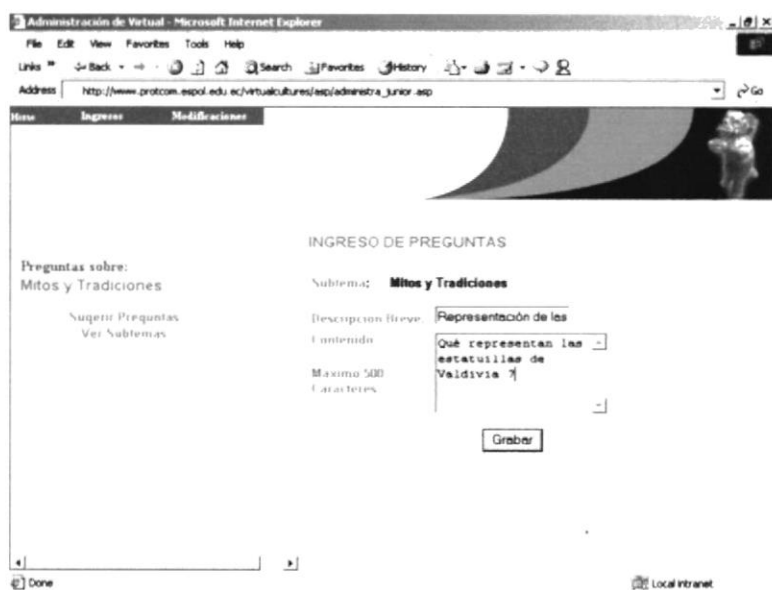 Administración de Virtual - Microsoft Internet Explorer
File Edit View Favorites Tools Help
Links » Back Search Favorites History
Address http://www.protcom.espol.edu.ec/virtualcultures/asp/administra_junior.asp Go
Home Ingresos Modificaciones
INGRESO DE PREGUNTAS
Preguntas sobre:
Mitos y Tradiciones
Subtema: Mitos y Tradiciones
Sugerir Preguntas
Ver Subtemas
Descripcion Breve: Representación de las
Contenido
Maximo 500
Caracteres
Qué representan las
estatuillas de
Valdivia ?
Grabar
Done Local intranet